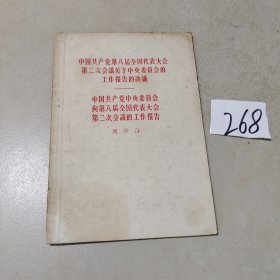 中国共产党第八届全国代表大会
第二次会议关于中央委员会的
工作报告的决议
中国共产党中央委员会
向第八届全国代表大会
第二次会议的工作报告
刘少奇
268